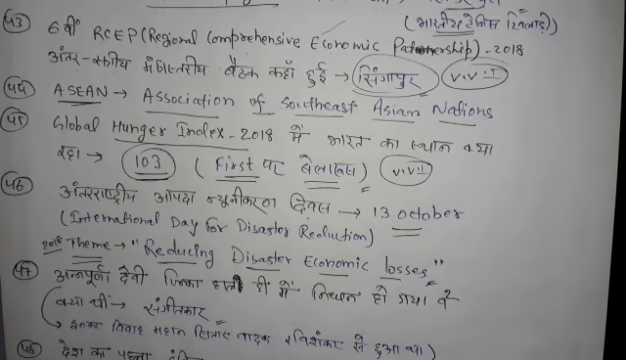 (भारतीय टेनिस खिलाड़ी)
43 6वीं RCEP (Regional Comprehensive Economic Partnership) - 2018
अंतर-स्तरीय मंत्रिस्तरीय बैठक कहाँ हुई → सिंगापुर V.V.I
44 ASEAN → Association of Southeast Asian Nations
45 Global Hunger Index - 2018 में भारत का स्थान क्या
रहा → 103 (First पर बेलारूस) V.V.I
46 अंतरराष्ट्रीय आपदा न्यूनीकरण दिवस → 13 october
(International Day for Disaster Reduction)
2018 Theme → "Reducing Disaster Economic losses"
47 अन्नपूर्णा देवी जिनका हाल ही में निधन हो गया वे
क्या थीं → संगीतकार
→ इनका विवाह महान सितार वादक रविशंकर से हुआ था)
48 देश का पहला